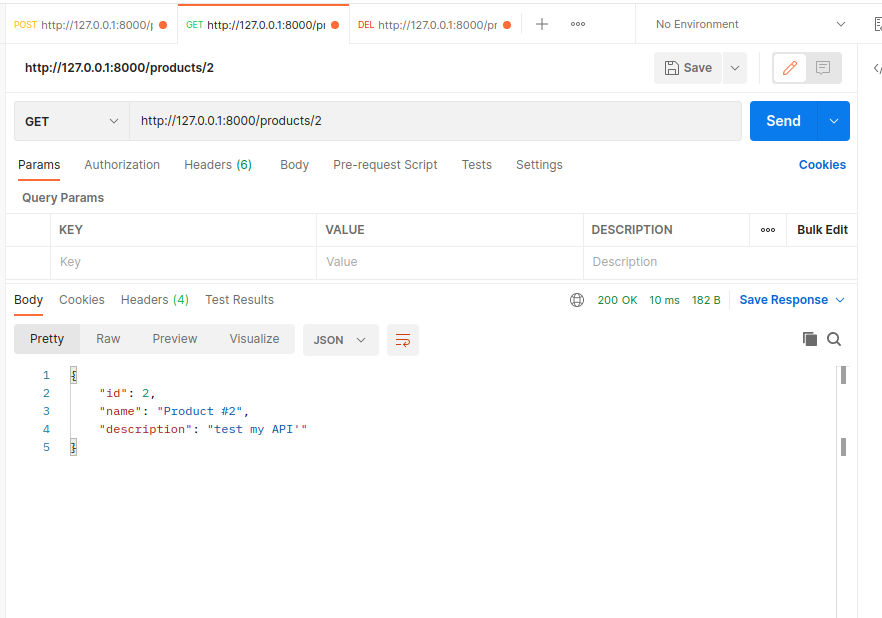 POST http://127.0.0.1:8000/p GET http://127.0.0.1:8000/pr DEL http://127.0.0.1:8000/pr No Environment
http://127.0.0.1:8000/products/2 Save
GET http://127.0.0.1:8000/products/2 Send
Params Authorization Headers (6) Body Pre-request Script Tests Settings Cookies
Query Params
KEY VALUE DESCRIPTION Bulk Edit
Key Value Description
Body Cookies Headers (4) Test Results 200 OK 10 ms 182 B Save Response
Pretty Raw Preview Visualize JSON
1 {
2 "id": 2,
3 "name": "Product #2",
4 "description": "test my API'"
5 }